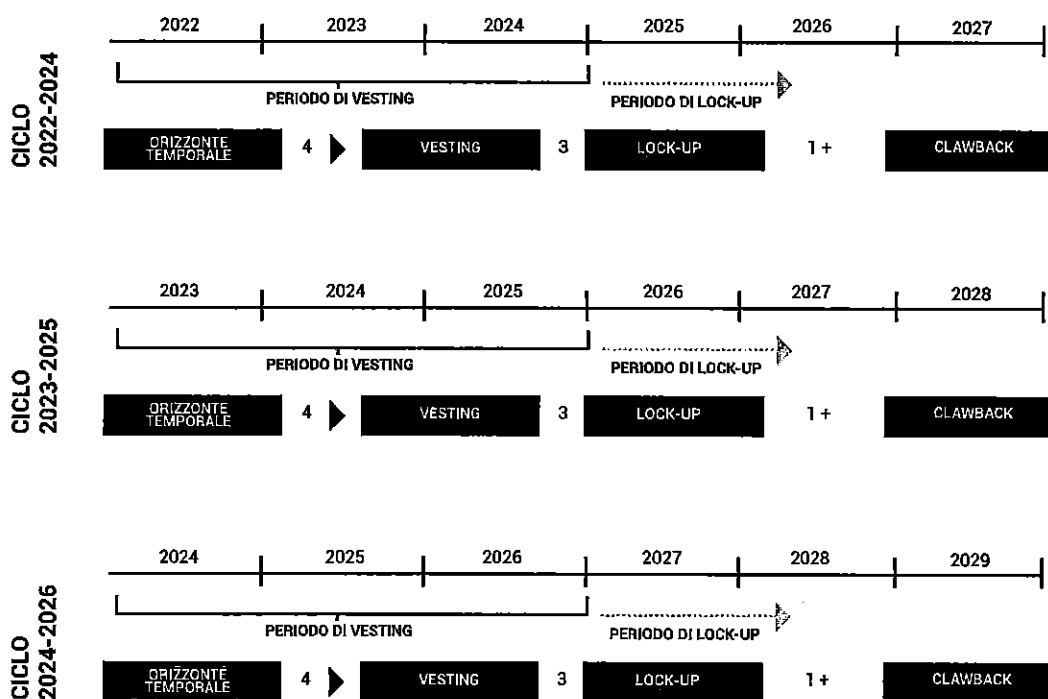 CICLO
2022-2024
2022 2023 2024 2025 2026 2027
PERIODO DI VESTING PERIODO DI LOCK-UP
ORIZZONTE
TEMPORALE 4 VESTING 3 LOCK-UP 1 + CLAWBACK
CICLO
2023-2025
2023 2024 2025 2026 2027 2028
PERIODO DI VESTING PERIODO DI LOCK-UP
ORIZZONTE
TEMPORALE 4 VESTING 3 LOCK-UP 1 + CLAWBACK
CICLO
2024-2026
2024 2025 2026 2027 2028 2029
PERIODO DI VESTING PERIODO DI LOCK-UP
ORIZZONTE
TEMPORALE 4 VESTING 3 LOCK-UP 1 + CLAWBACK